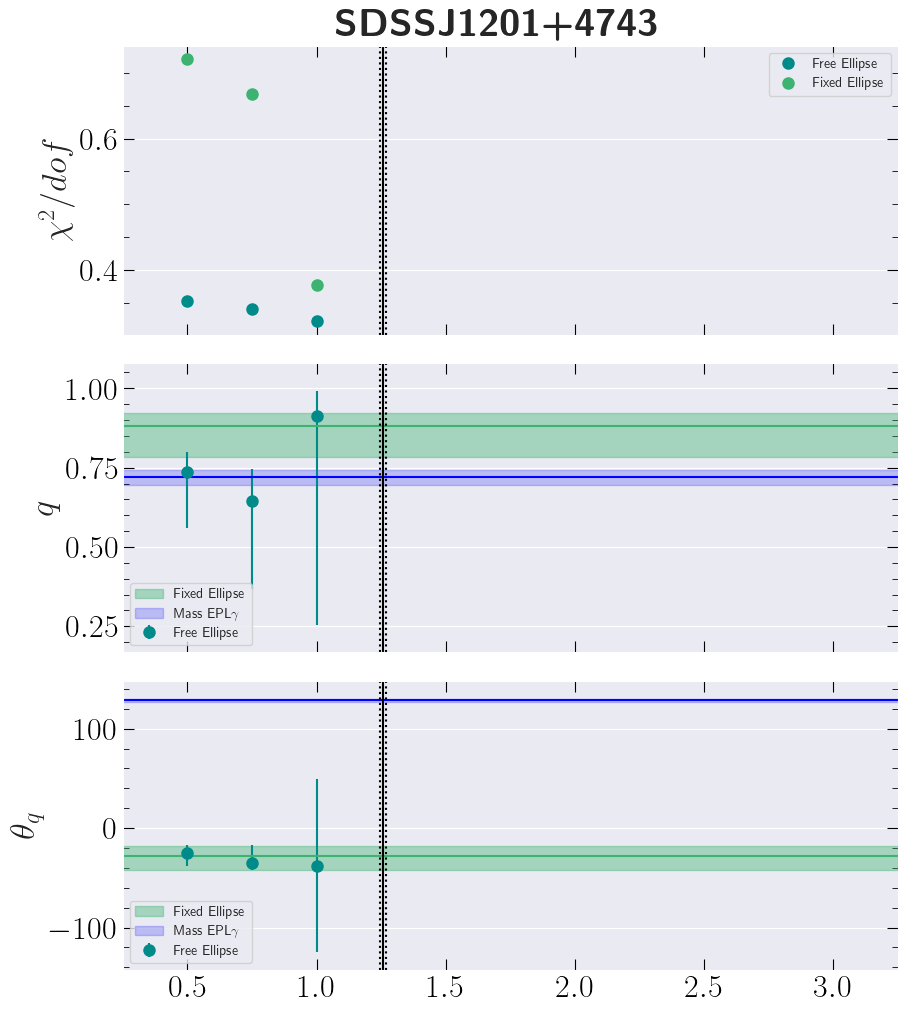 SDSSJ1201+4743
χ²/dof
0.6
0.4
Free Ellipse
Fixed Ellipse
q
1.00
0.75
0.50
0.25
Fixed Ellipse
Mass EPLγ
Free Ellipse
θ_q
100
0
−100
Fixed Ellipse
Mass EPLγ
Free Ellipse
0.5 1.0 1.5 2.0 2.5 3.0